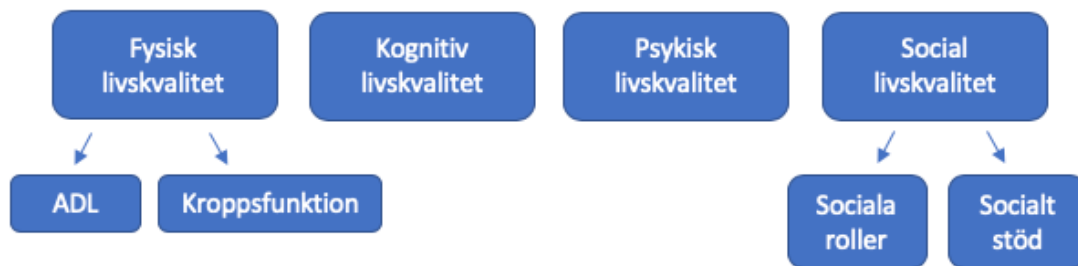 Fysisk
livskvalitet
Kognitiv
livskvalitet
Psykisk
livskvalitet
Social
livskvalitet
ADL
Kroppsfunktion
Sociala
roller
Socialt
stöd